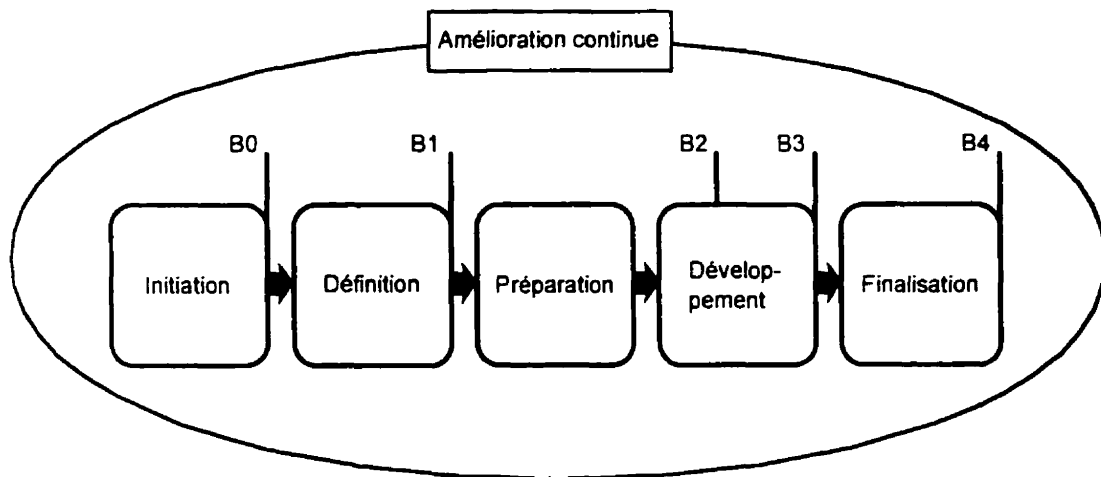 Amélioration continue
B0
B1
B2
B3
B4
Initiation
Définition
Préparation
Dévelop-
pement
Finalisation